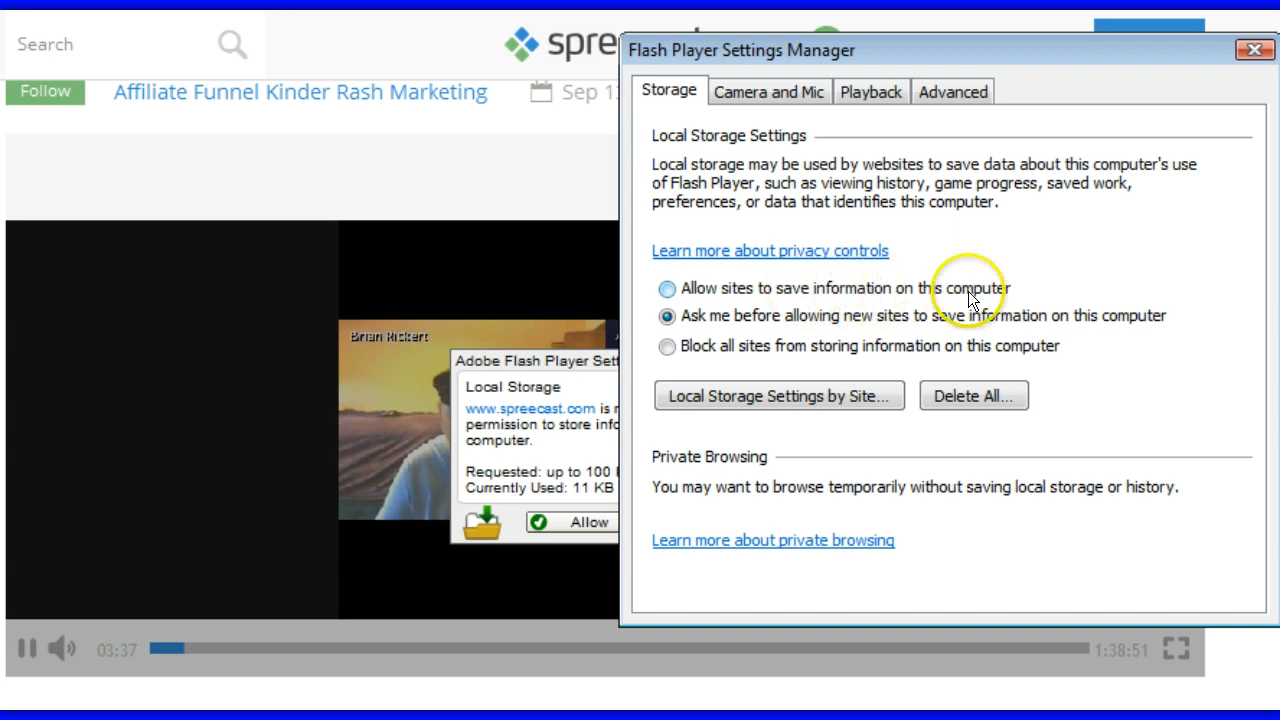 Search
spre
Follow
Affiliate Funnel Kinder Rash Marketing
Sep 1
Flash Player Settings Manager
Storage
Camera and Mic
Playback
Advanced
Local Storage Settings
Local storage may be used by websites to save data about this computer's use
of Flash Player, such as viewing history, game progress, saved work,
preferences, or data that identifies this computer.
Learn more about privacy controls
Allow sites to save information on this computer
Ask me before allowing new sites to save information on this computer
Block all sites from storing information on this computer
Local Storage Settings by Site...
Delete All...
Private Browsing
You may want to browse temporarily without saving local storage or history.
Learn more about private browsing
Brian Rickert
Adobe Flash Player Sett
Local Storage
www.spreecast.com is r
permission to store info
computer.
Requested: up to 100
Currently Used: 11 KB
Allow
03:37
1:38:51